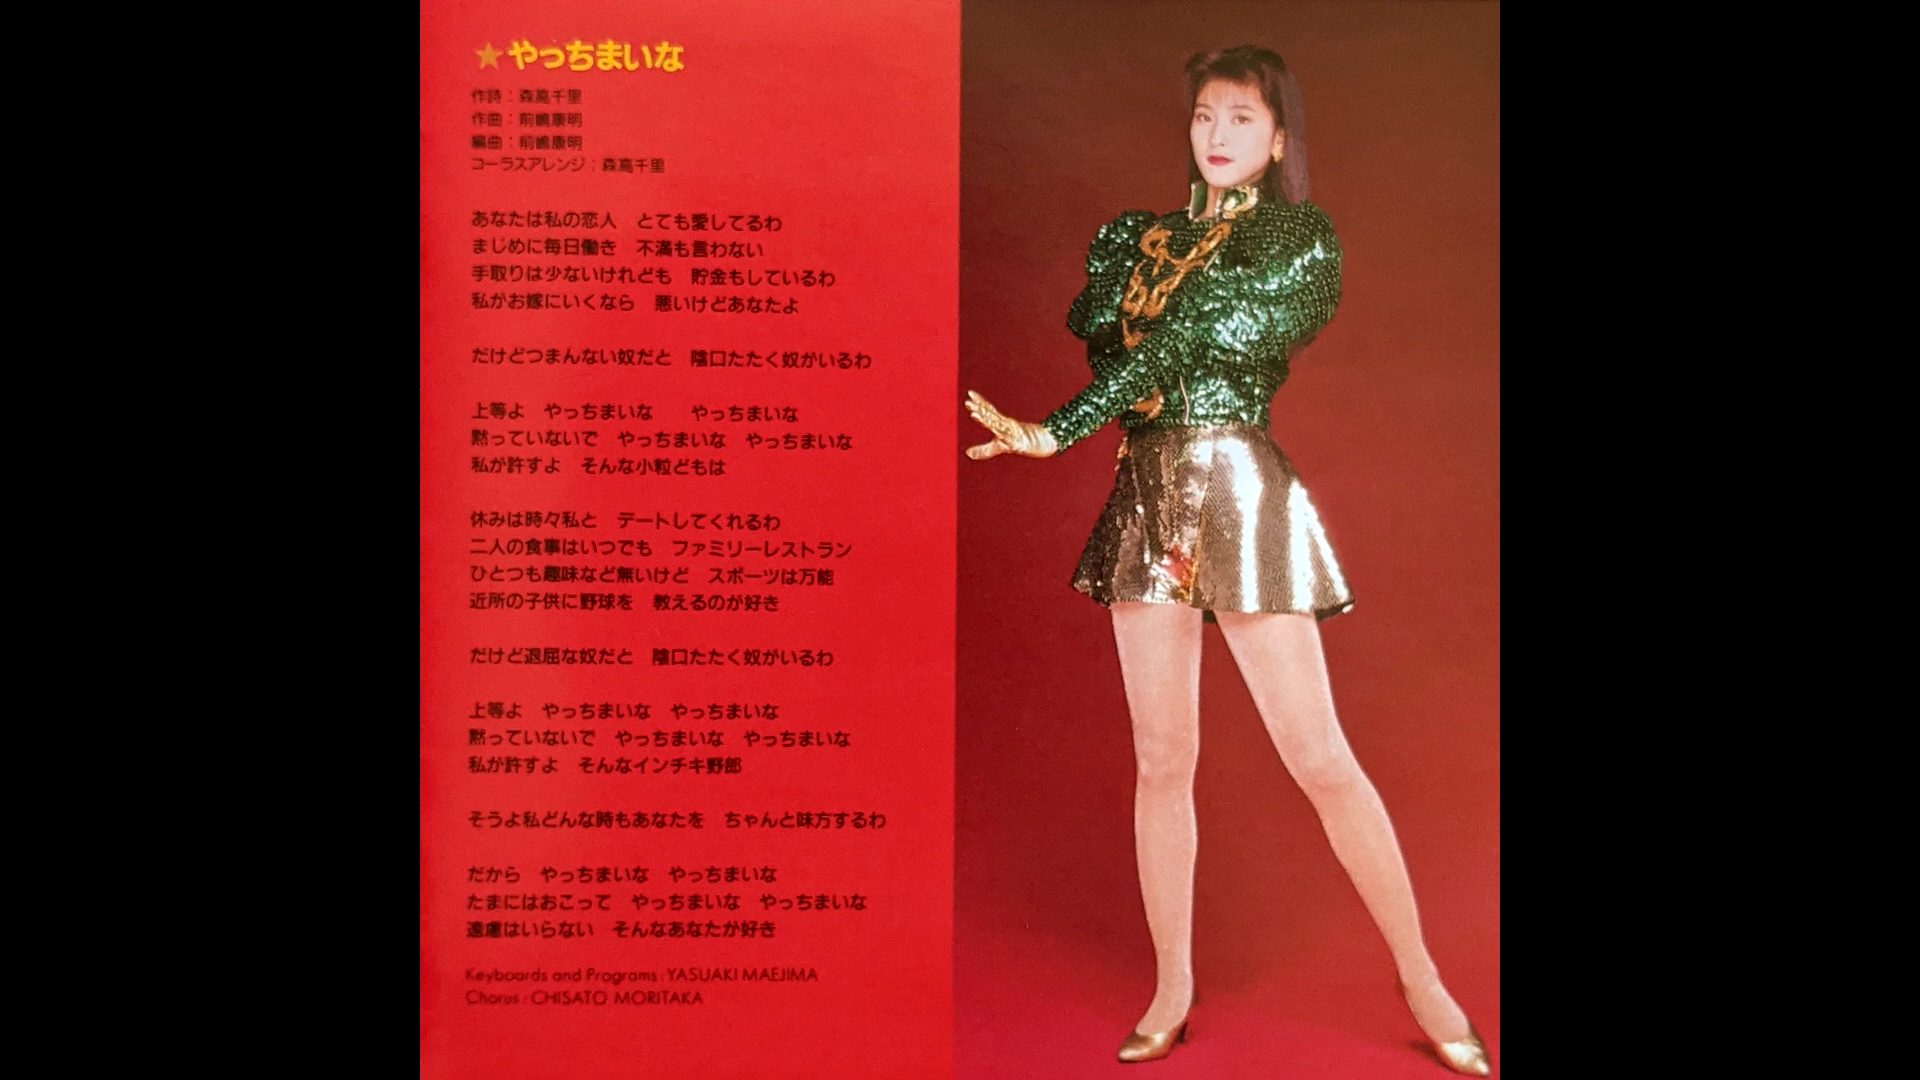 ★やっちまいな
作詩：森高千里
作曲：前嶋康明
編曲：前嶋康明
コーラスアレンジ：森高千里
あなたは私の恋人　とても愛してるわ
まじめに毎日働き　不満も言わない
手取りは少ないけれども　貯金もしているわ
私がお嫁にいくなら　悪いけどあなたよ
だけどつまんない奴だと　陰口たたく奴がいるわ
上等よ　やっちまいな　　やっちまいな
黙っていないで　やっちまいな　やっちまいな
私が許すよ　そんな小粒どもは
休みは時々私と　デートしてくれるわ
二人の食事はいつでも　ファミリーレストラン
ひとつも趣味など無いけど　スポーツは万能
近所の子供に野球を　教えるのが好き
だけど退屈な奴だと　陰口たたく奴がいるわ
上等よ　やっちまいな　やっちまいな
黙っていないで　やっちまいな　やっちまいな
私が許すよ　そんなインチキ野郎
そうよ私どんな時もあなたを　ちゃんと味方するわ
だから　やっちまいな　やっちまいな
たまにはおこって　やっちまいな　やっちまいな
遠慮はいらない　そんなあなたが好き
Keyboards and Programs : YASUAKI MAEJIMA
Chorus : CHISATO MORITAKA